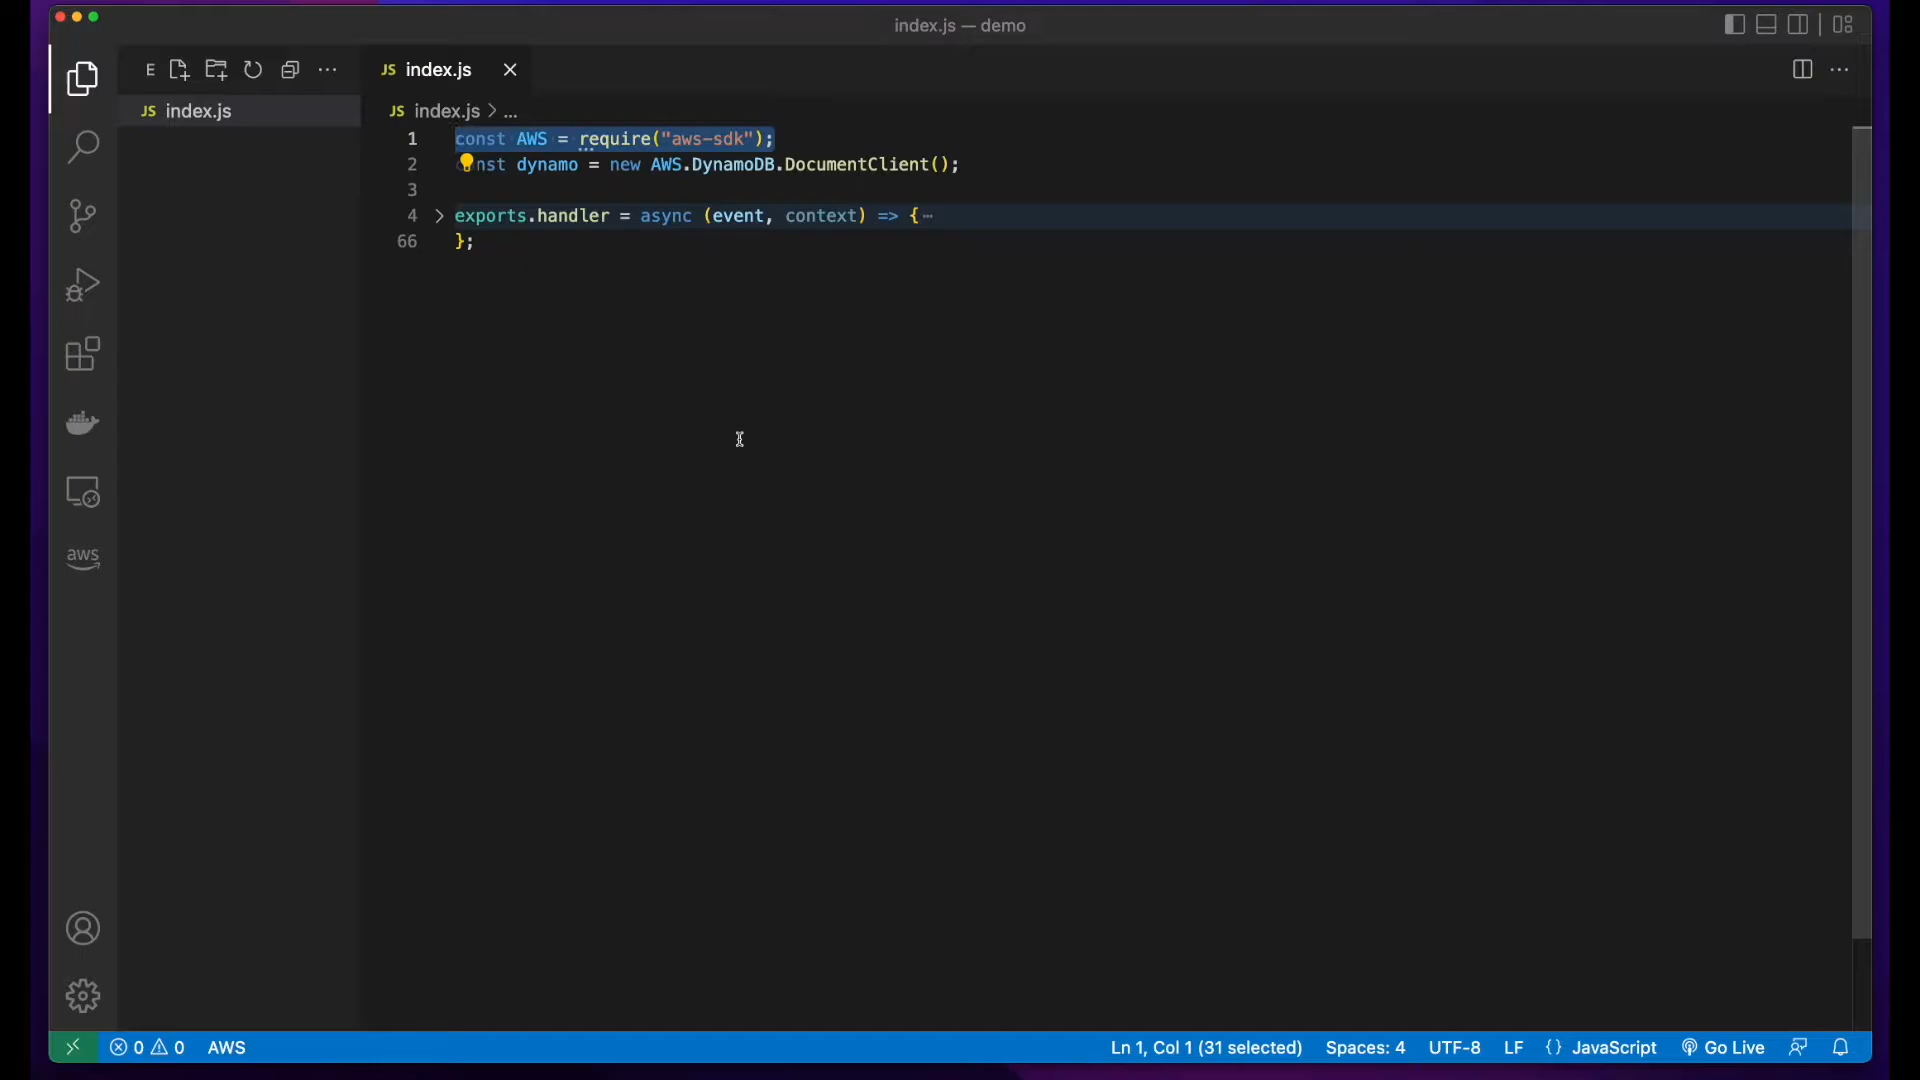 index.js — demo
E
JS index.js
JS index.js
JS index.js > ...
1 const AWS = require("aws-sdk");
2 nst dynamo = new AWS.DynamoDB.DocumentClient();
3
4 exports.handler = async (event, context) => {⋯
66 };
aws
0 0 AWS
Ln 1, Col 1 (31 selected) Spaces: 4 UTF-8 LF {} JavaScript Go Live